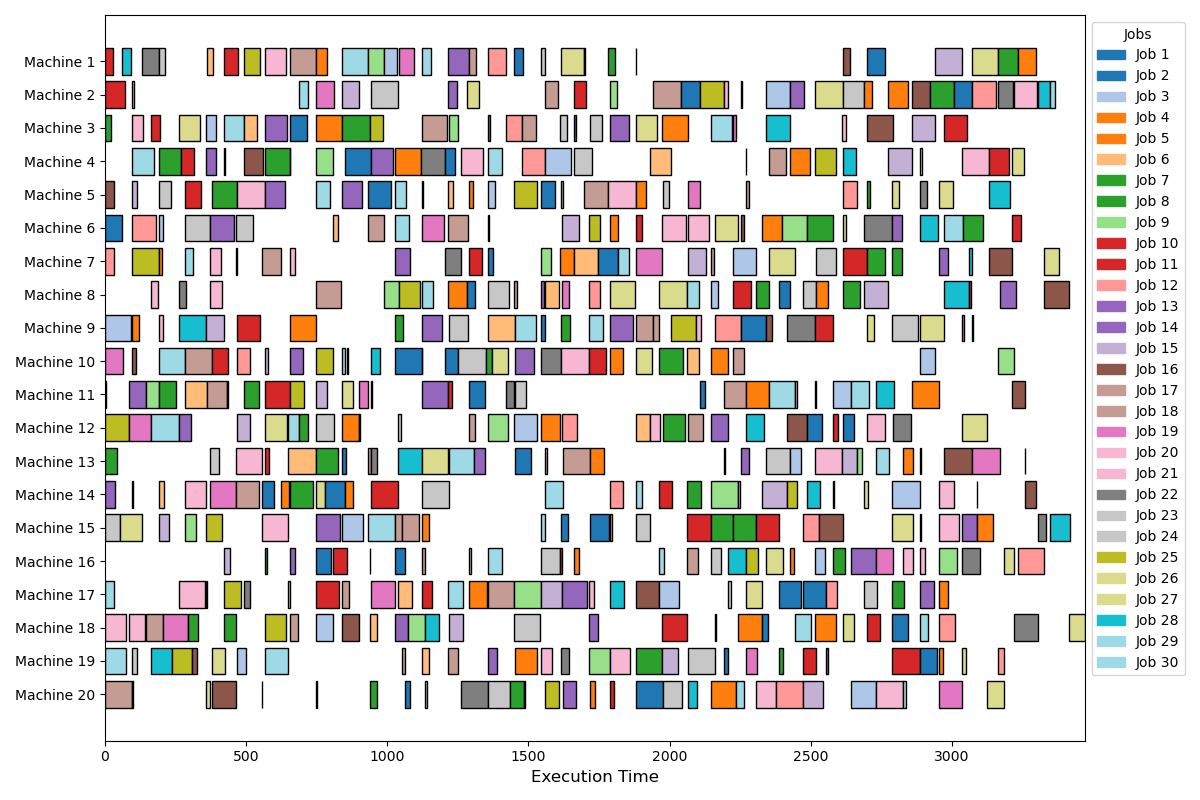 Machine 1
Machine 2
Machine 3
Machine 4
Machine 5
Machine 6
Machine 7
Machine 8
Machine 9
Machine 10
Machine 11
Machine 12
Machine 13
Machine 14
Machine 15
Machine 16
Machine 17
Machine 18
Machine 19
Machine 20
0 500 1000 1500 2000 2500 3000
Execution Time
Jobs
Job 1
Job 2
Job 3
Job 4
Job 5
Job 6
Job 7
Job 8
Job 9
Job 10
Job 11
Job 12
Job 13
Job 14
Job 15
Job 16
Job 17
Job 18
Job 19
Job 20
Job 21
Job 22
Job 23
Job 24
Job 25
Job 26
Job 27
Job 28
Job 29
Job 30